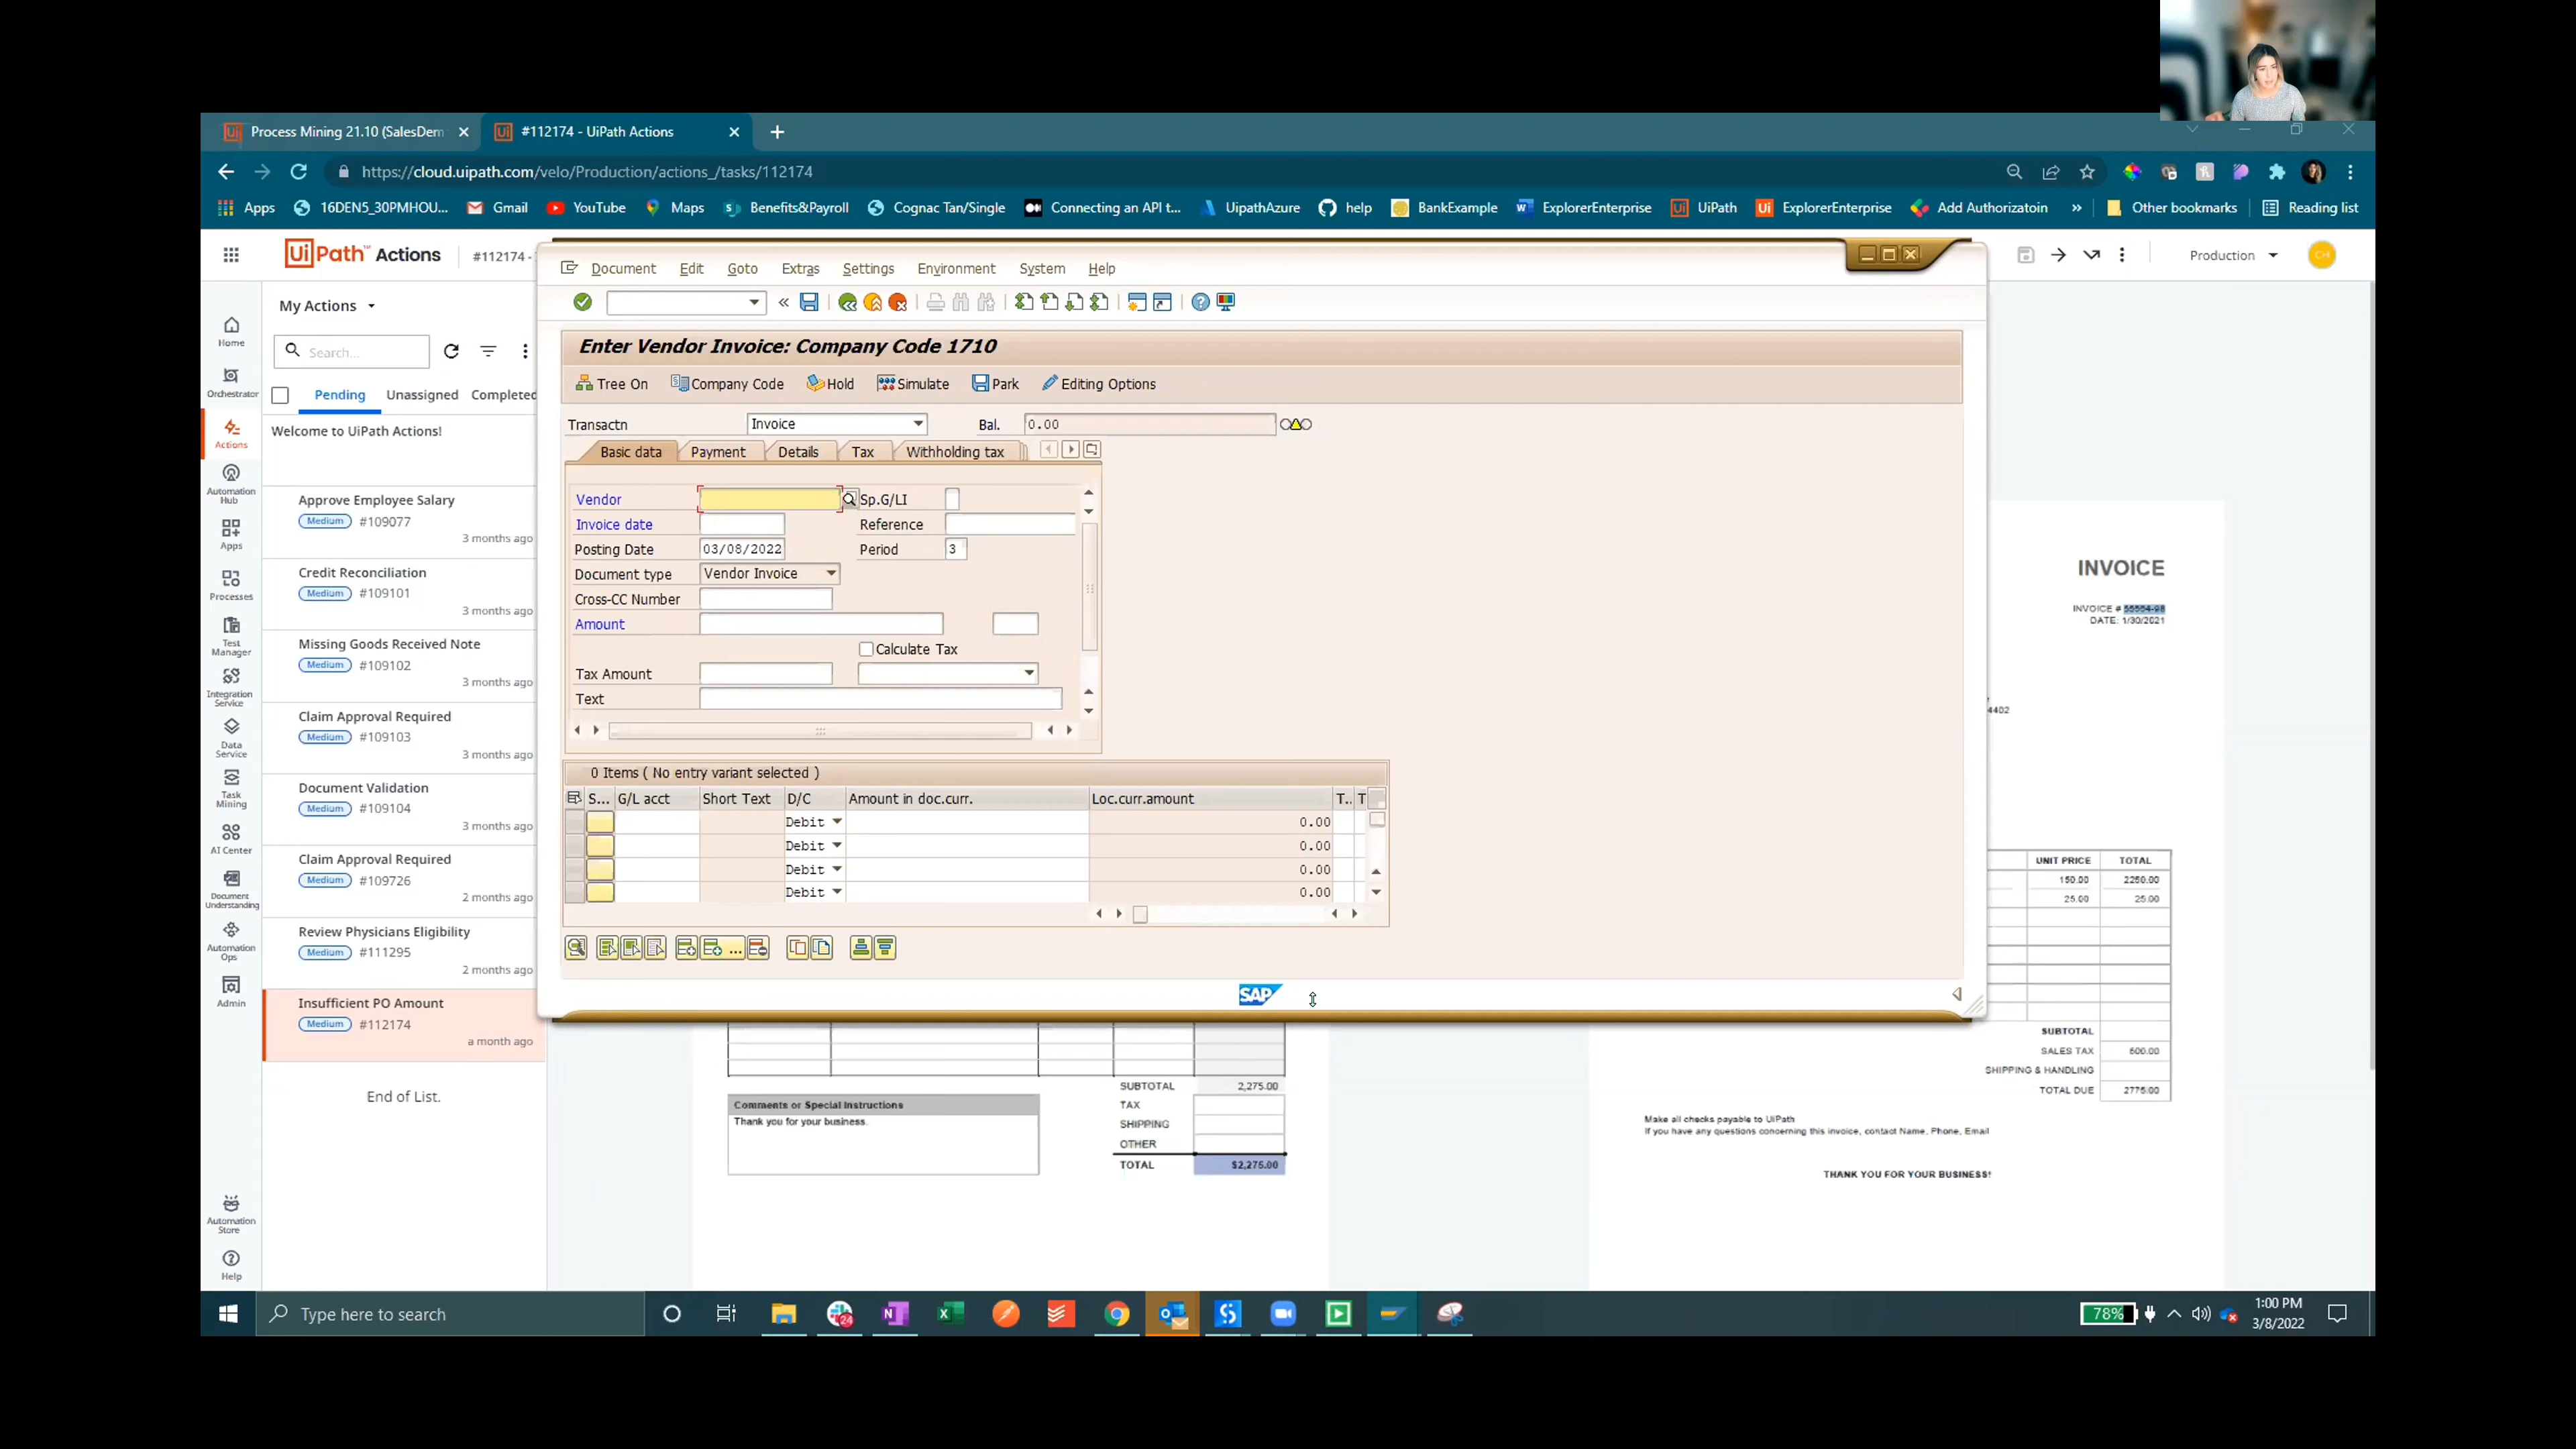 Process Mining 21.10 (SalesDem
#112174 - UiPath Actions
https://cloud.uipath.com/velo/Production/actions_/tasks/112174
Apps
16DEN5_30PMHOU...
Gmail
YouTube
Maps
Benefits&Payroll
Cognac Tan/Single
Connecting an API t...
UipathAzure
help
BankExample
ExplorerEnterprise
UiPath
ExplorerEnterprise
Add Authorizatoin
»
Other bookmarks
Reading list
UiPath™ Actions
#112174 -
Production
CH
Home
Orchestrator
Actions
Automation Hub
Apps
Processes
Test Manager
Integration Service
Data Service
Task Mining
AI Center
Document Understanding
Automation Ops
Admin
Automation Store
Help
My Actions
Search...
Pending
Unassigned
Completed
Welcome to UiPath Actions!
Approve Employee Salary
Medium #109077
3 months ago
Credit Reconciliation
Medium #109101
3 months ago
Missing Goods Received Note
Medium #109102
3 months ago
Claim Approval Required
Medium #109103
3 months ago
Document Validation
Medium #109104
3 months ago
Claim Approval Required
Medium #109726
2 months ago
Review Physicians Eligibility
Medium #111295
2 months ago
Insufficient PO Amount
Medium #112174
a month ago
End of List.
Document Edit Goto Extras Settings Environment System Help
Enter Vendor Invoice: Company Code 1710
Tree On
Company Code
Hold
Simulate
Park
Editing Options
Transactn Invoice Bal. 0.00
Basic data Payment Details Tax Withholding tax
Vendor Sp.G/LI
Invoice date Reference
Posting Date 03/08/2022 Period 3
Document type Vendor Invoice
Cross-CC Number
Amount
Calculate Tax
Tax Amount
Text
0 Items ( No entry variant selected )
S... G/L acct Short Text D/C Amount in doc.curr. Loc.curr.amount T.. T
Debit 0.00
Debit 0.00
Debit 0.00
Debit 0.00
SAP
SUBTOTAL 2,275.00
TAX
SHIPPING
OTHER
TOTAL $2,275.00
Comments or Special Instructions
Thank you for your business.
INVOICE
INVOICE # 55554-98
DATE: 1/30/2021
4402
UNIT PRICE TOTAL
150.00 2250.00
25.00 25.00
SUBTOTAL
SALES TAX 500.00
SHIPPING & HANDLING
TOTAL DUE 2775.00
Make all checks payable to UiPath
If you have any questions concerning this invoice, contact Name, Phone, Email
THANK YOU FOR YOUR BUSINESS!
Type here to search
24
78%
1:00 PM
3/8/2022